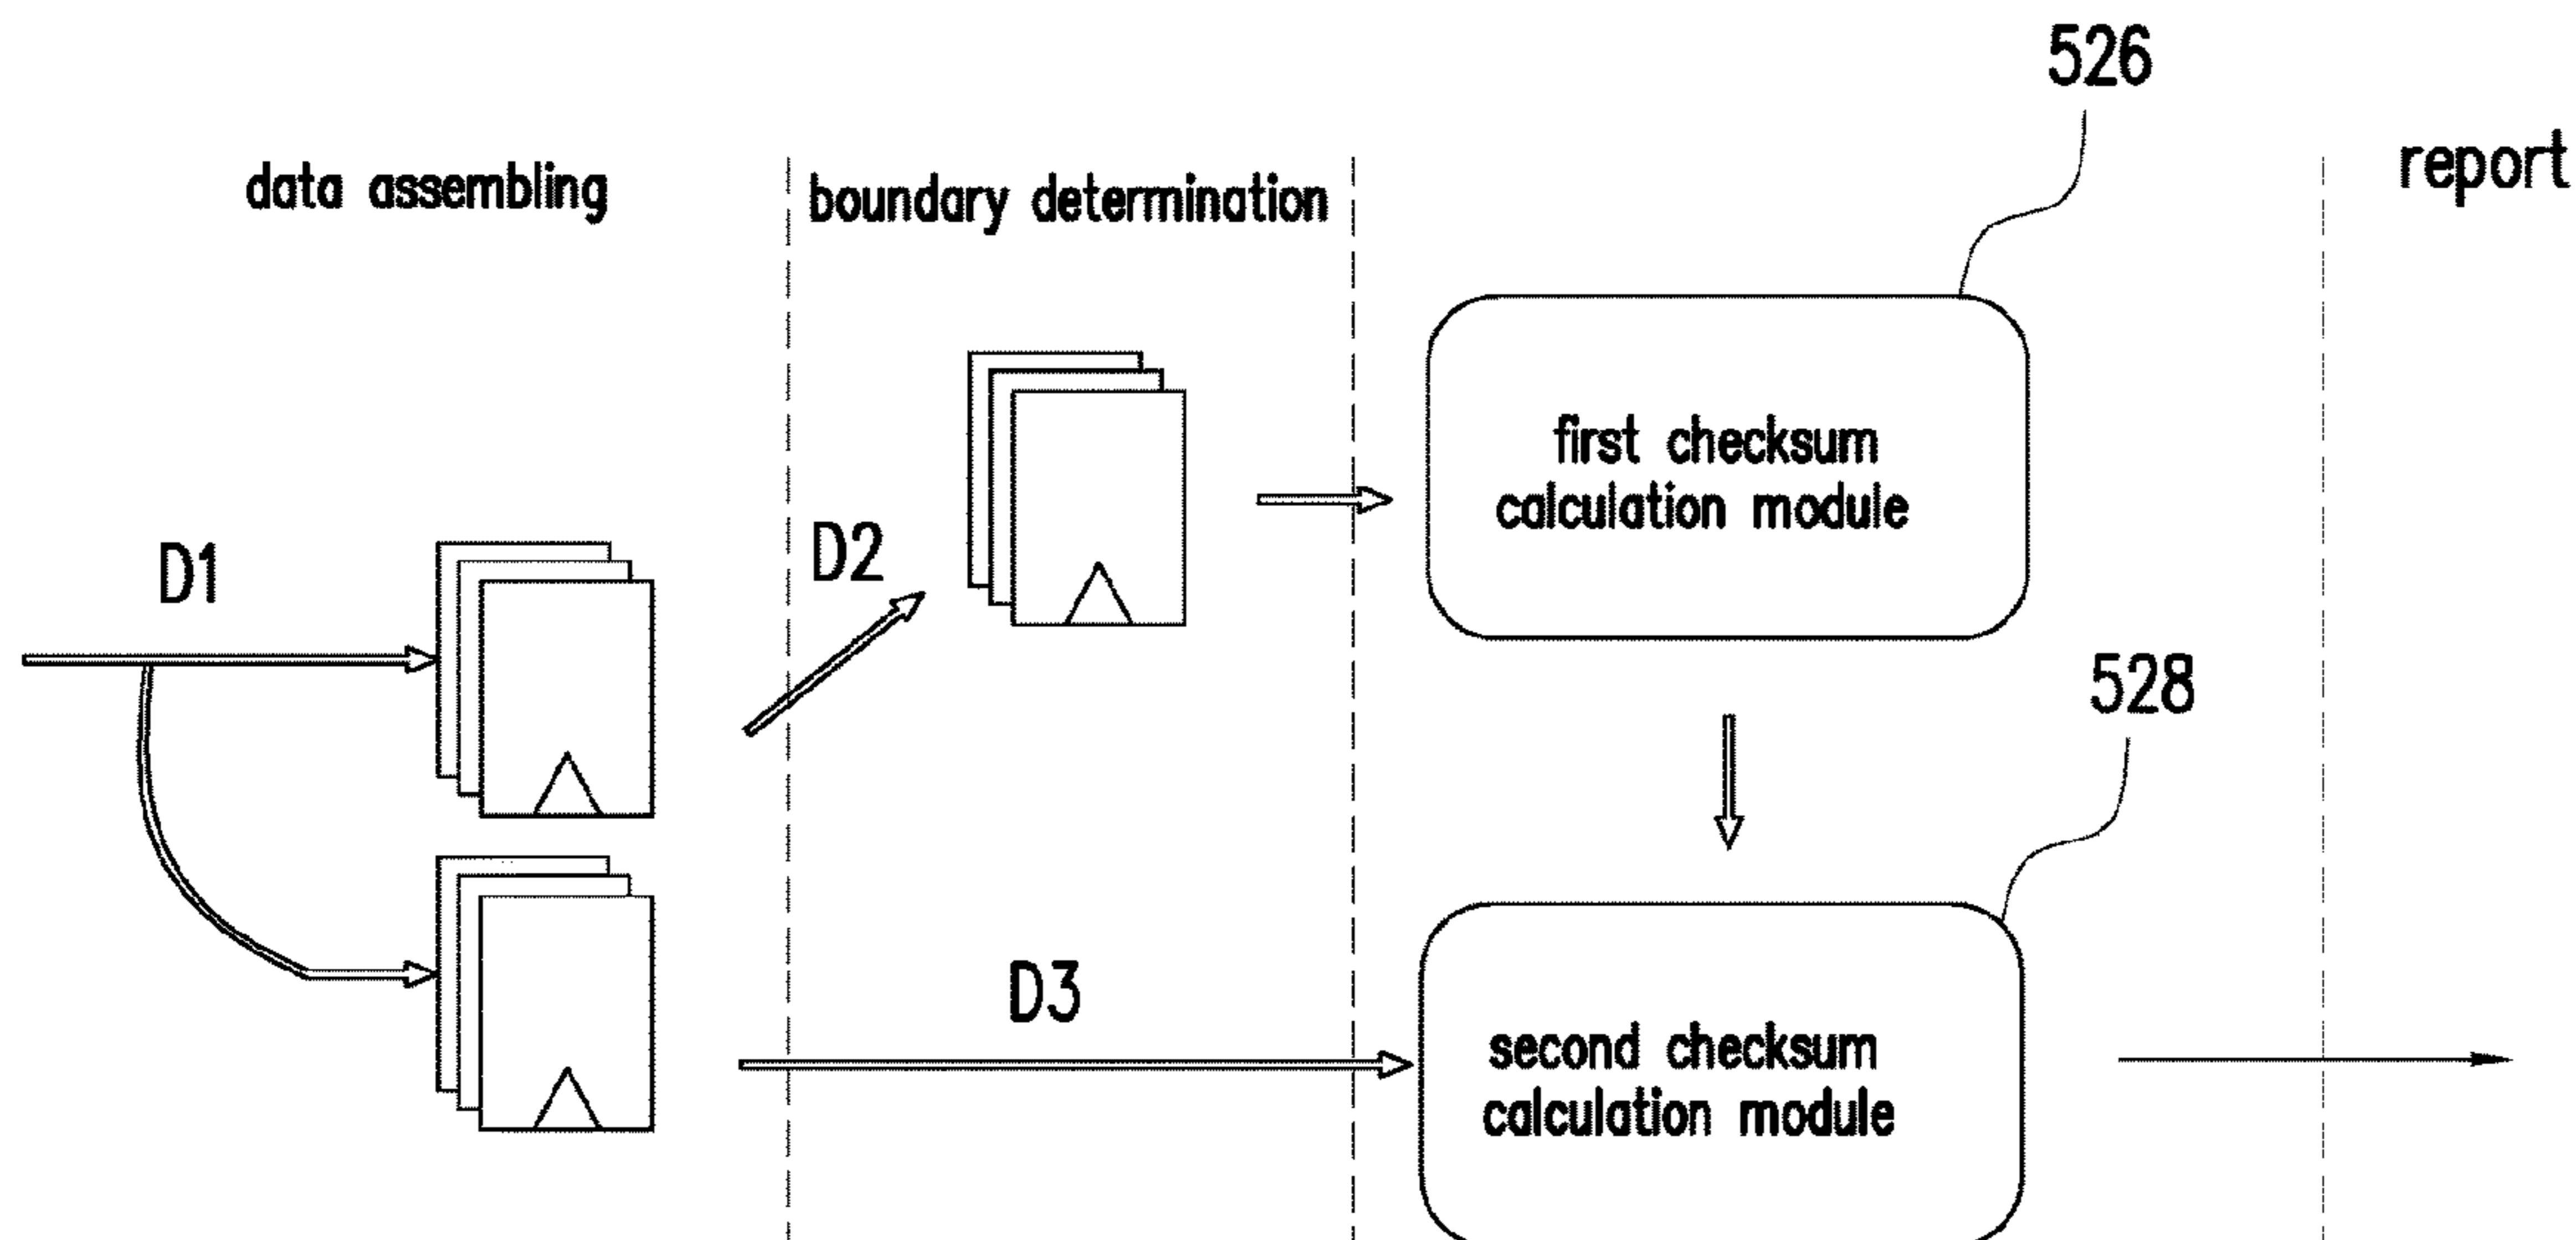 526
report
data assembling
boundary determination
first checksum
calculation module
D2
D1
528
D3
second checksum
calculation module